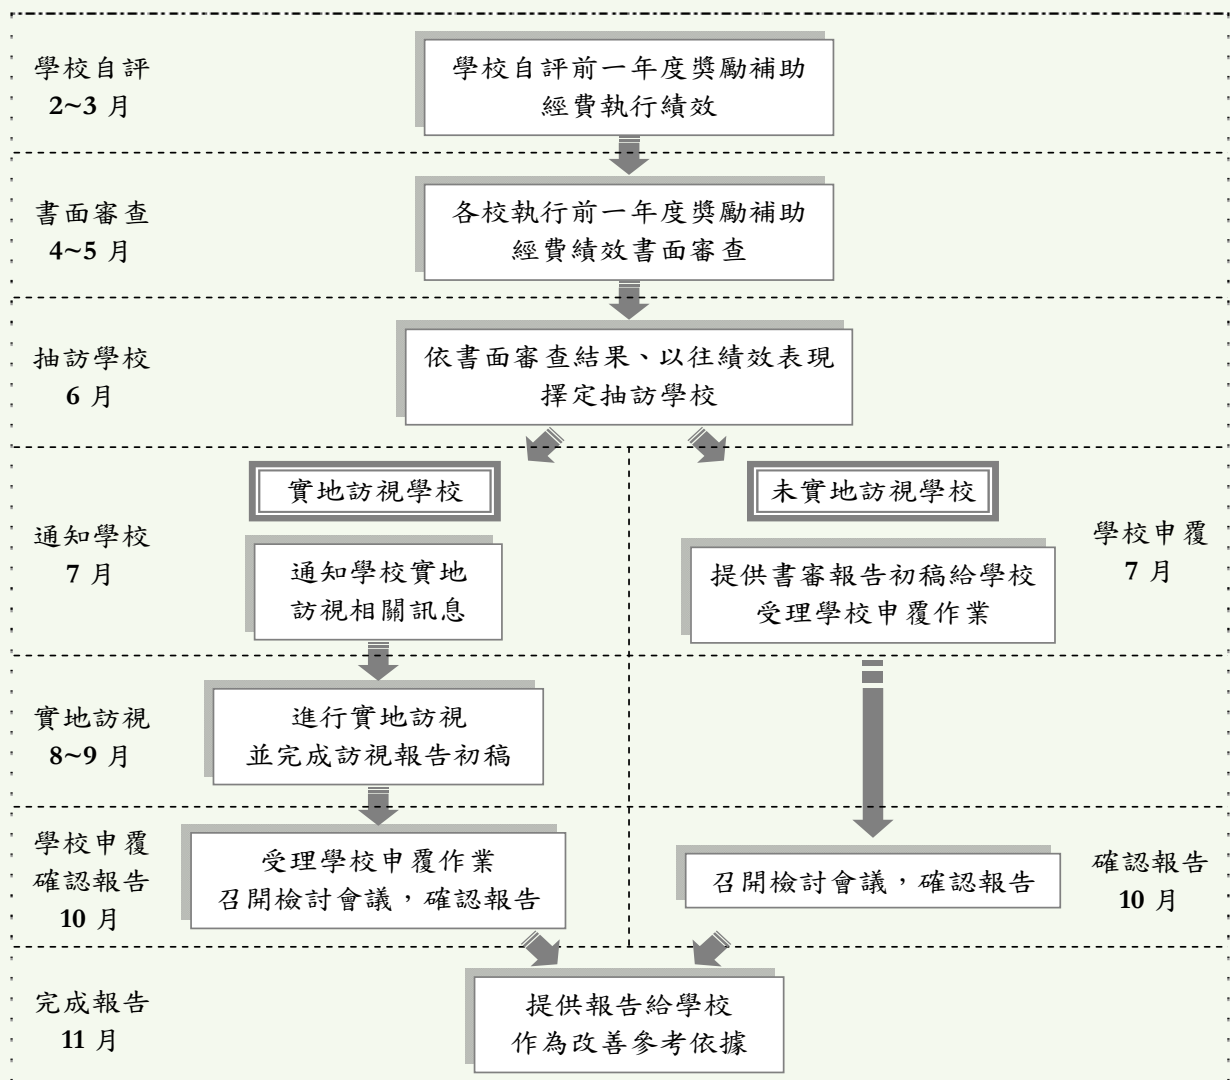 學校自評
2~3 月
學校自評前一年度獎勵補助
經費執行績效
書面審查
4~5 月
各校執行前一年度獎勵補助
經費績效書面審查
抽訪學校
6 月
依書面審查結果、以往績效表現
擇定抽訪學校
實地訪視學校
未實地訪視學校
通知學校
7 月
通知學校實地
訪視相關訊息
提供書審報告初稿給學校
受理學校申覆作業
學校申覆
7 月
實地訪視
8~9 月
進行實地訪視
並完成訪視報告初稿
學校申覆
確認報告
10 月
受理學校申覆作業
召開檢討會議，確認報告
召開檢討會議，確認報告
確認報告
10 月
完成報告
11 月
提供報告給學校
作為改善參考依據